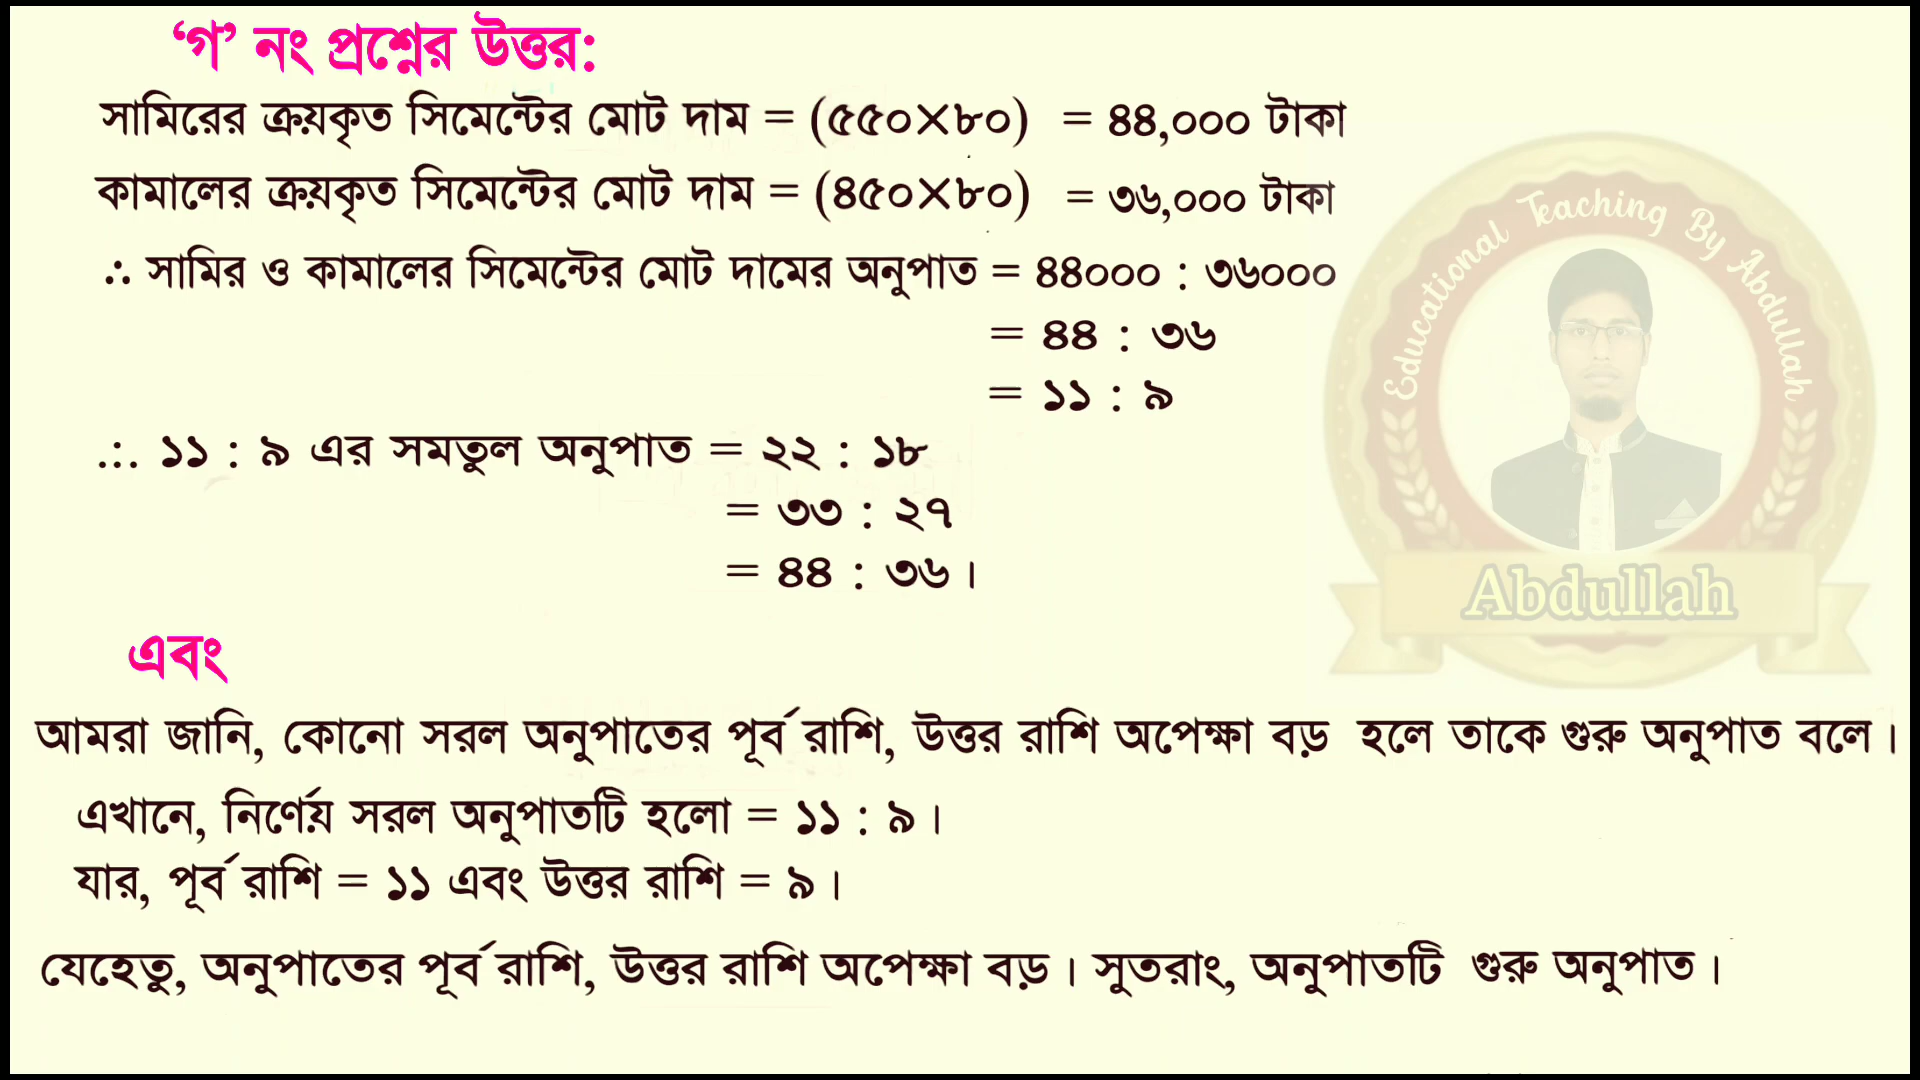 ‘গ’ নং প্রশ্নের উত্তর:
সামিরের ক্রয়কৃত সিমেন্টের মোট দাম = (৫৫০×৮০) = ৪৪,০০০ টাকা
কামালের ক্রয়কৃত সিমেন্টের মোট দাম = (৪৫০×৮০) = ৩৬,০০০ টাকা
∴ সামির ও কামালের সিমেন্টের মোট দামের অনুপাত = ৪৪০০০ : ৩৬০০০
= ৪৪ : ৩৬
= ১১ : ৯
.:. ১১ : ৯ এর সমতুল অনুপাত = ২২ : ১৮
= ৩৩ : ২৭
= ৪৪ : ৩৬।
এবং
আমরা জানি, কোনো সরল অনুপাতের পূর্ব রাশি, উত্তর রাশি অপেক্ষা বড় হলে তাকে গুরু অনুপাত বলে।
এখানে, নির্ণেয় সরল অনুপাতটি হলো = ১১ : ৯।
যার, পূর্ব রাশি = ১১ এবং উত্তর রাশি = ৯।
যেহেতু, অনুপাতের পূর্ব রাশি, উত্তর রাশি অপেক্ষা বড়। সুতরাং, অনুপাতটি গুরু অনুপাত।
Educational Teaching By Abdullah
Abdullah